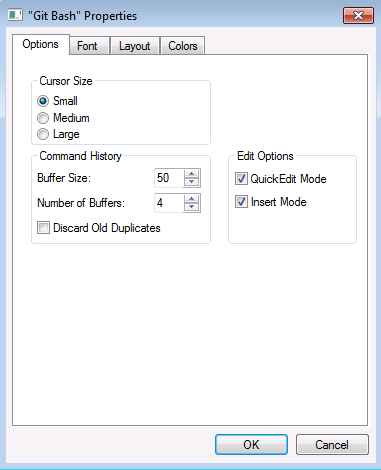 "Git Bash" Properties
Options Font Layout Colors
Cursor Size
Small
Medium
Large
Command History
Buffer Size: 50
Number of Buffers: 4
Discard Old Duplicates
Edit Options
QuickEdit Mode
Insert Mode
OK Cancel